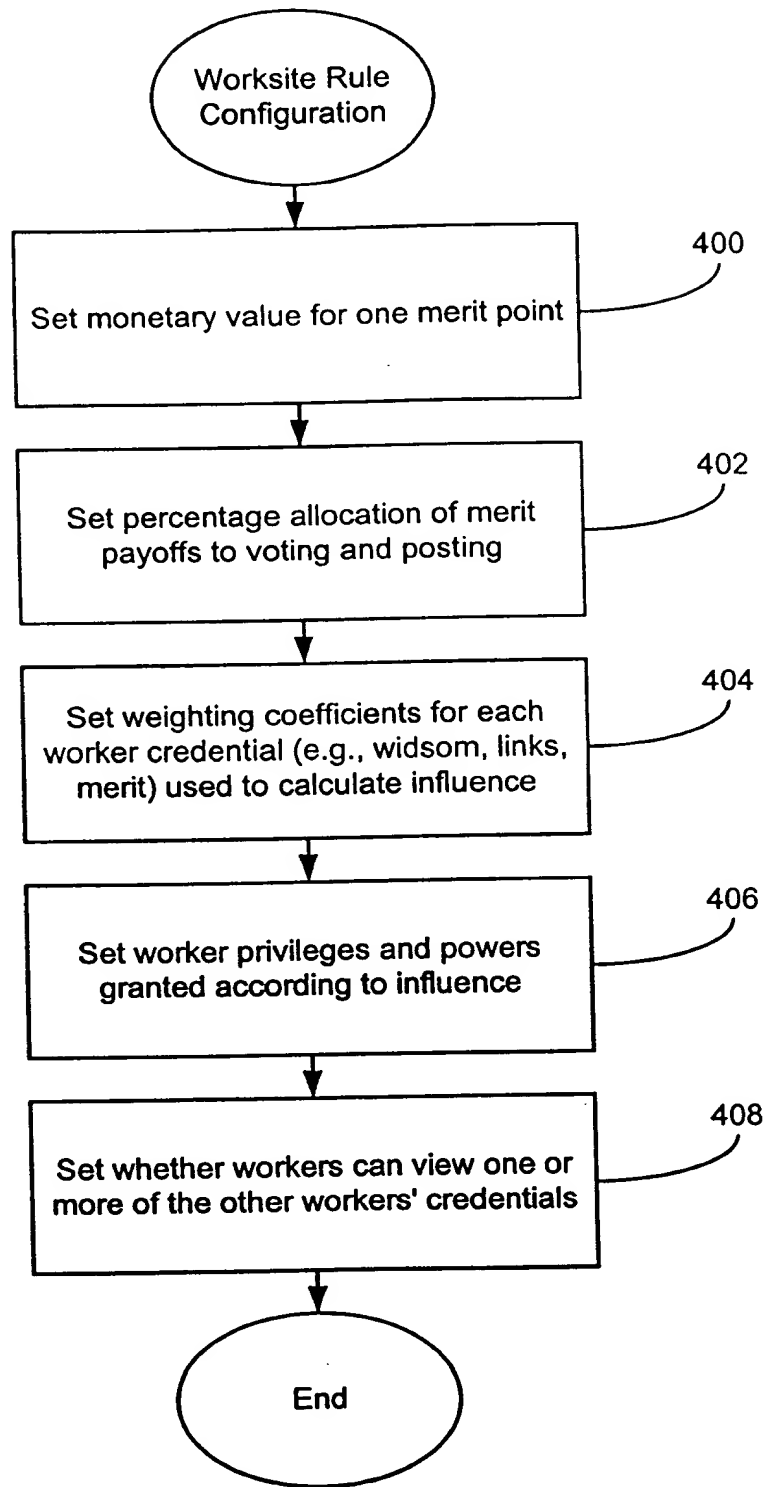 Worksite Rule
Configuration
400
Set monetary value for one merit point
402
Set percentage allocation of merit
payoffs to voting and posting
404
Set weighting coefficients for each
worker credential (e.g., widsom, links,
merit) used to calculate influence
406
Set worker privileges and powers
granted according to influence
408
Set whether workers can view one or
more of the other workers' credentials
End